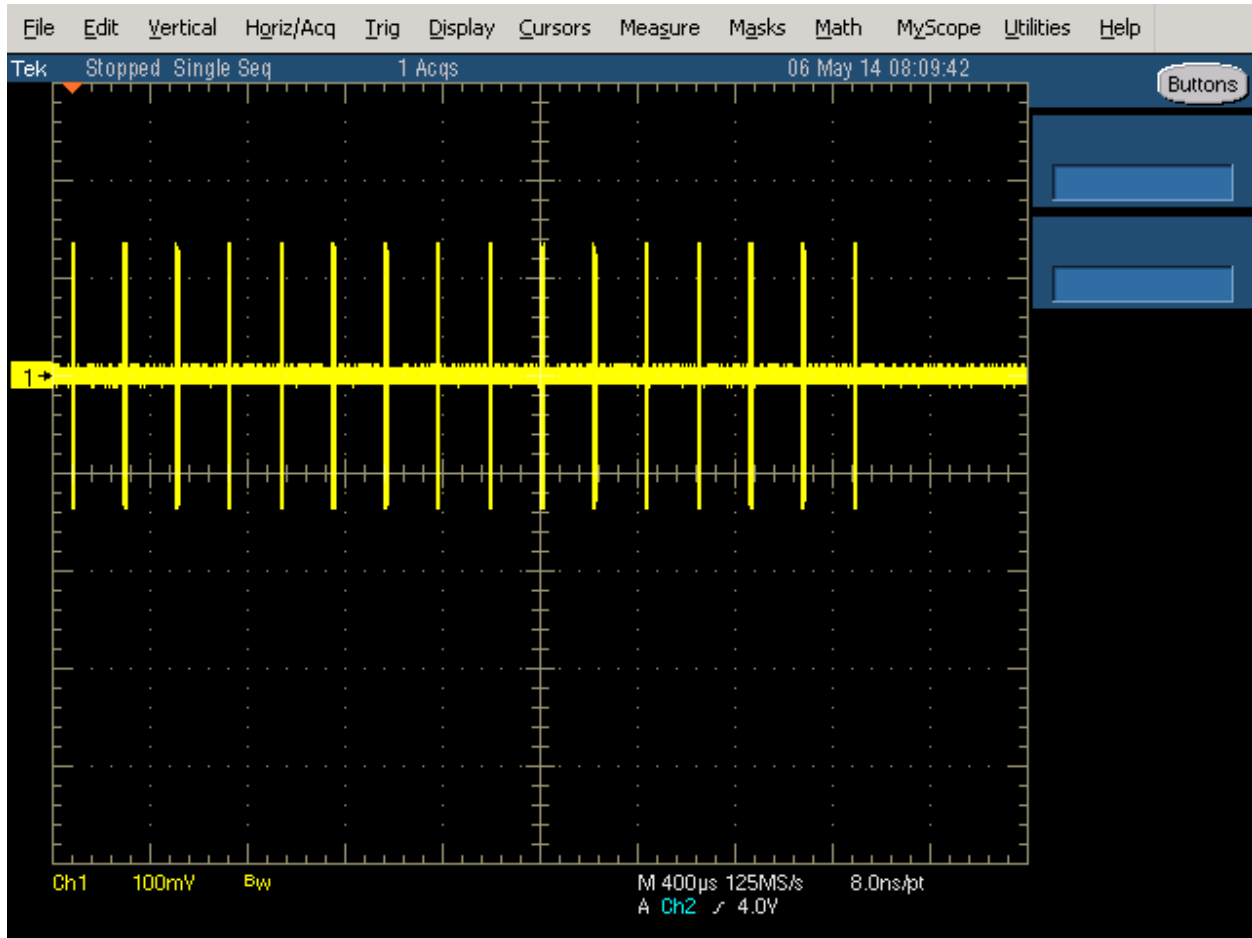 File Edit Vertical Horiz/Acq Trig Display Cursors Measure Masks Math MyScope Utilities Help
Tek Stopped Single Seq 1 Acqs 06 May 14 08:09:42 Buttons
1
Ch1 100mV Bw M 400µs 125MS/s 8.0ns/pt
A Ch2 4.0V